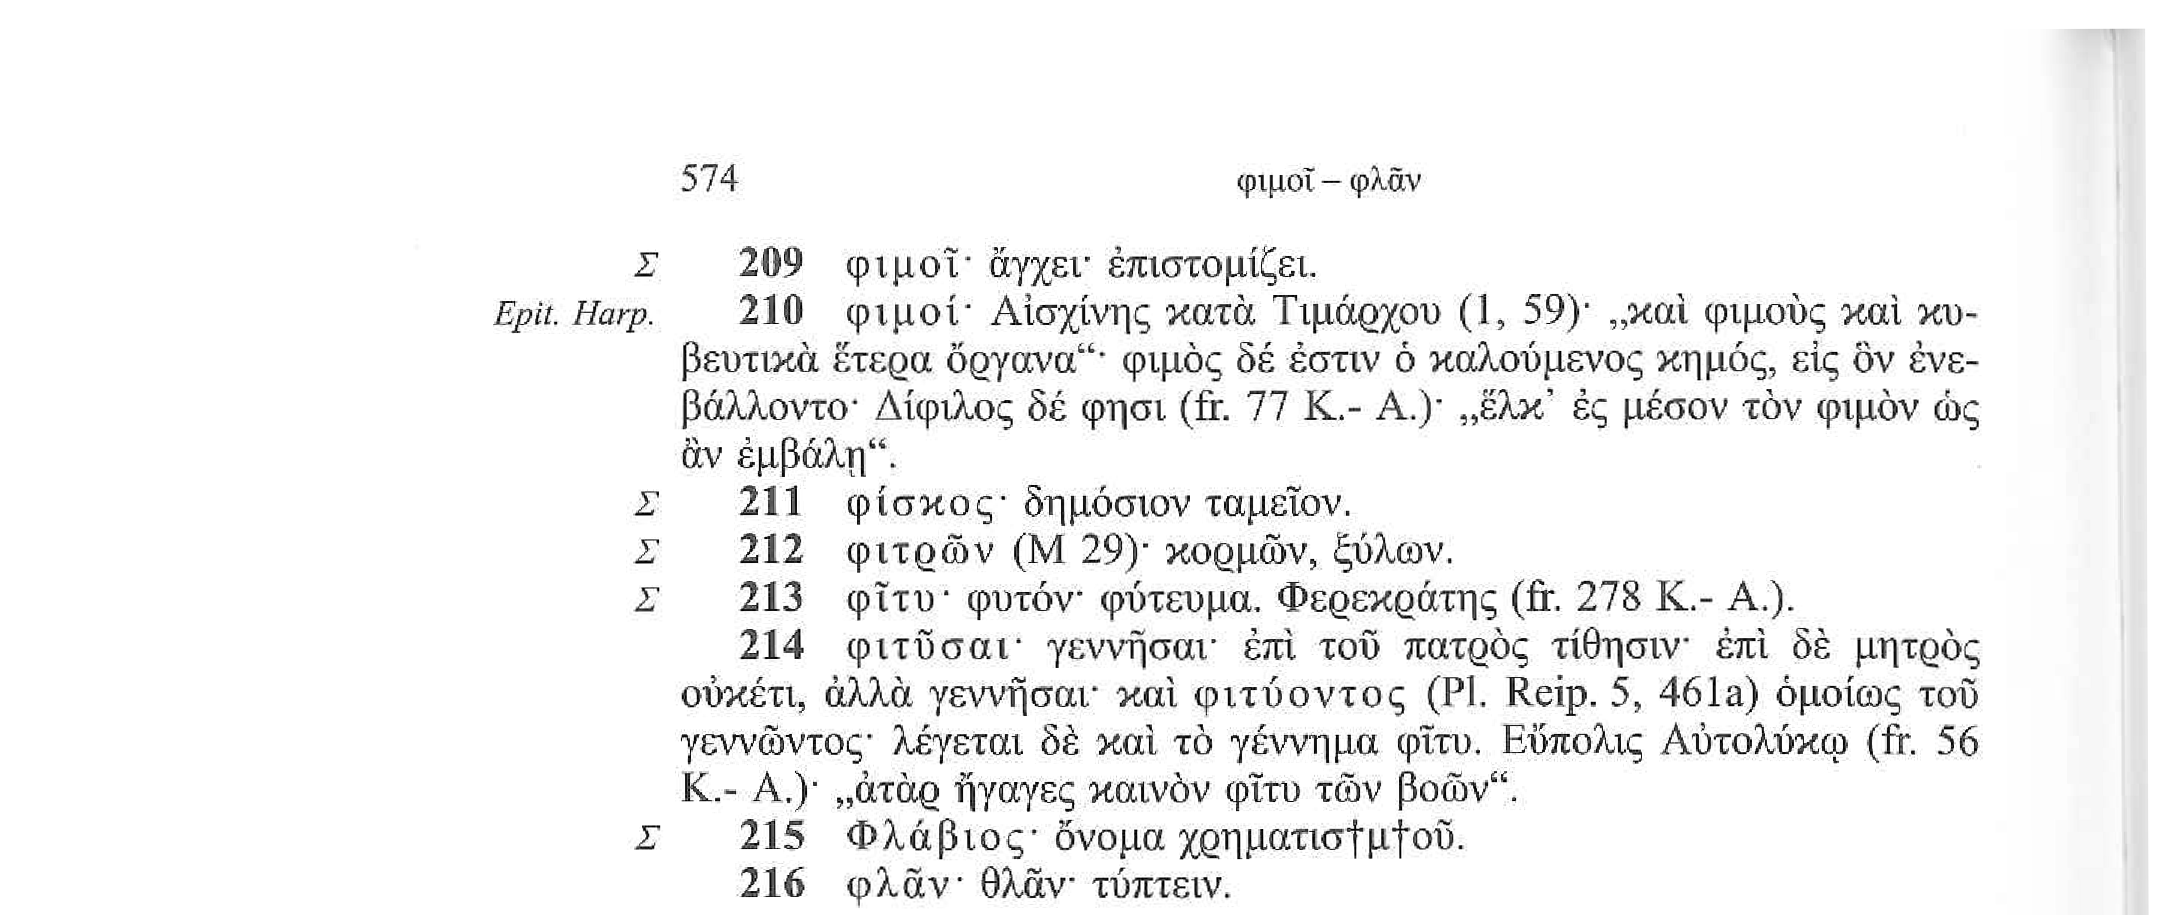 574 φιμοῖ – φλᾶν
Σ 209 φιμοῖ· ἄγχει· ἐπιστομίζει.
Epit. Harp. 210 φιμοί· Αἰσχίνης κατὰ Τιμάρχου (1, 59)· „καὶ φιμοὺς καὶ κυ-
βευτικὰ ἕτερα ὄργανα“· φιμὸς δέ ἐστιν ὁ καλούμενος κημός, εἰς ὃν ἐνε-
βάλλοντο· Δίφιλος δέ φησι (fr. 77 K.- A.)· „ἕλκ’ ἐς μέσον τὸν φιμὸν ὡς
ἂν ἐμβάλῃ“.
Σ 211 φίσκος· δημόσιον ταμεῖον.
Σ 212 φιτρῶν (Μ 29)· κορμῶν, ξύλων.
Σ 213 φῖτυ· φυτόν· φύτευμα. Φερεκράτης (fr. 278 K.- A.).
214 φιτῦσαι· γεννῆσαι· ἐπὶ τοῦ πατρὸς τίθησιν· ἐπὶ δὲ μητρὸς
οὐκέτι, ἀλλὰ γεννῆσαι· καὶ φιτύοντος (Pl. Reip. 5, 461a) ὁμοίως τοῦ
γεννῶντος· λέγεται δὲ καὶ τὸ γέννημα φῖτυ. Εὔπολις Αὐτολύκῳ (fr. 56
K.- A.)· „ἀτὰρ ἤγαγες καινὸν φῖτυ τῶν βοῶν“.
Σ 215 Φλάβιος· ὄνομα χρηματισ†μ†οῦ.
216 φλᾶν· θλᾶν· τύπτειν.